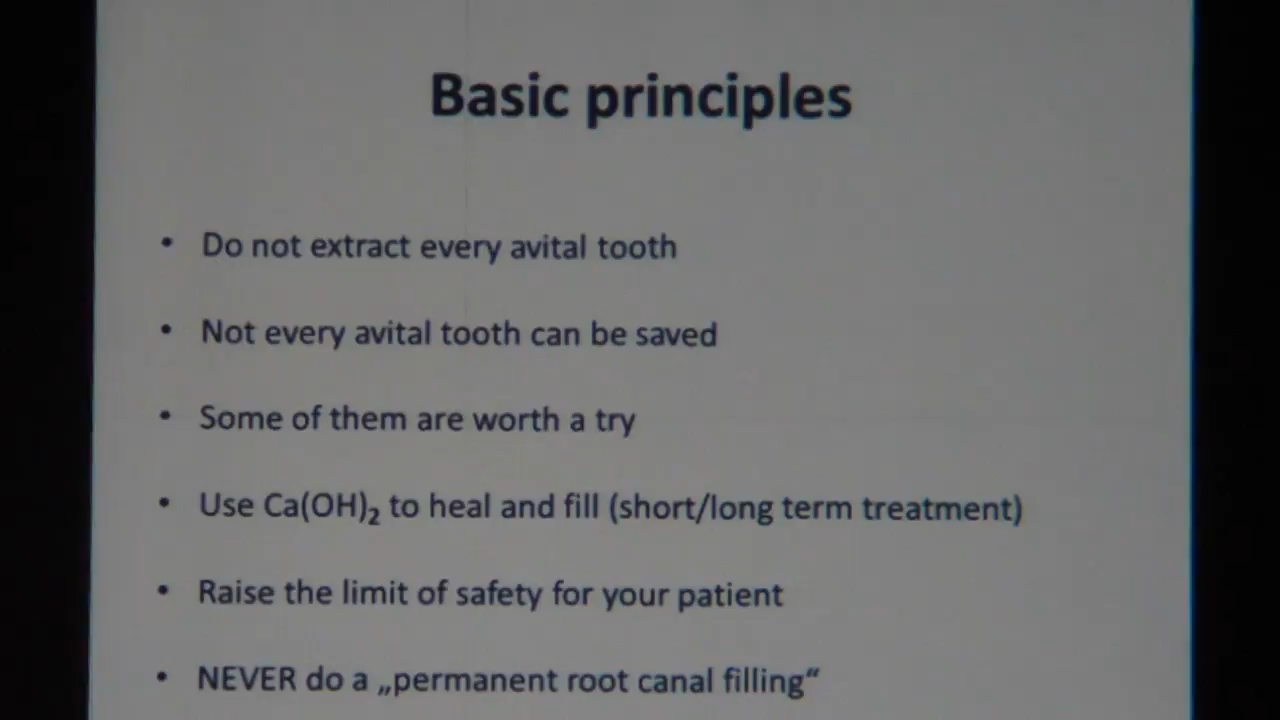 Basic principles
• Do not extract every avital tooth
• Not every avital tooth can be saved
• Some of them are worth a try
• Use Ca(OH)₂ to heal and fill (short/long term treatment)
• Raise the limit of safety for your patient
• NEVER do a „permanent root canal filling“